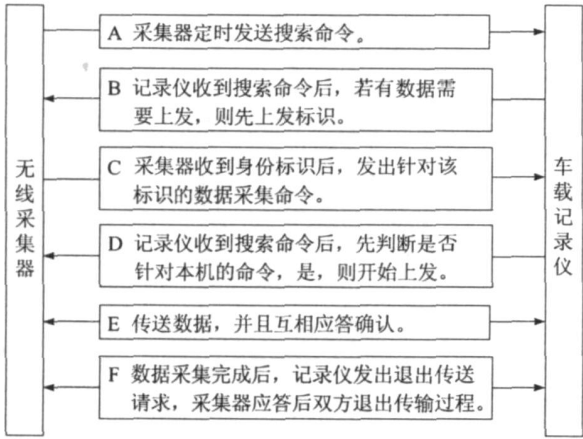 A 采集器定时发送搜索命令。
B 记录仪收到搜索命令后，若有数据需
要上发，则先上发标识。
C 采集器收到身份标识后，发出针对该
标识的数据采集命令。
D 记录仪收到搜索命令后，先判断是否
针对本机的命令，是，则开始上发。
E 传送数据，并且互相应答确认。
F 数据采集完成后，记录仪发出退出传送
请求，采集器应答后双方退出传输过程。
无线采集器
车载记录仪